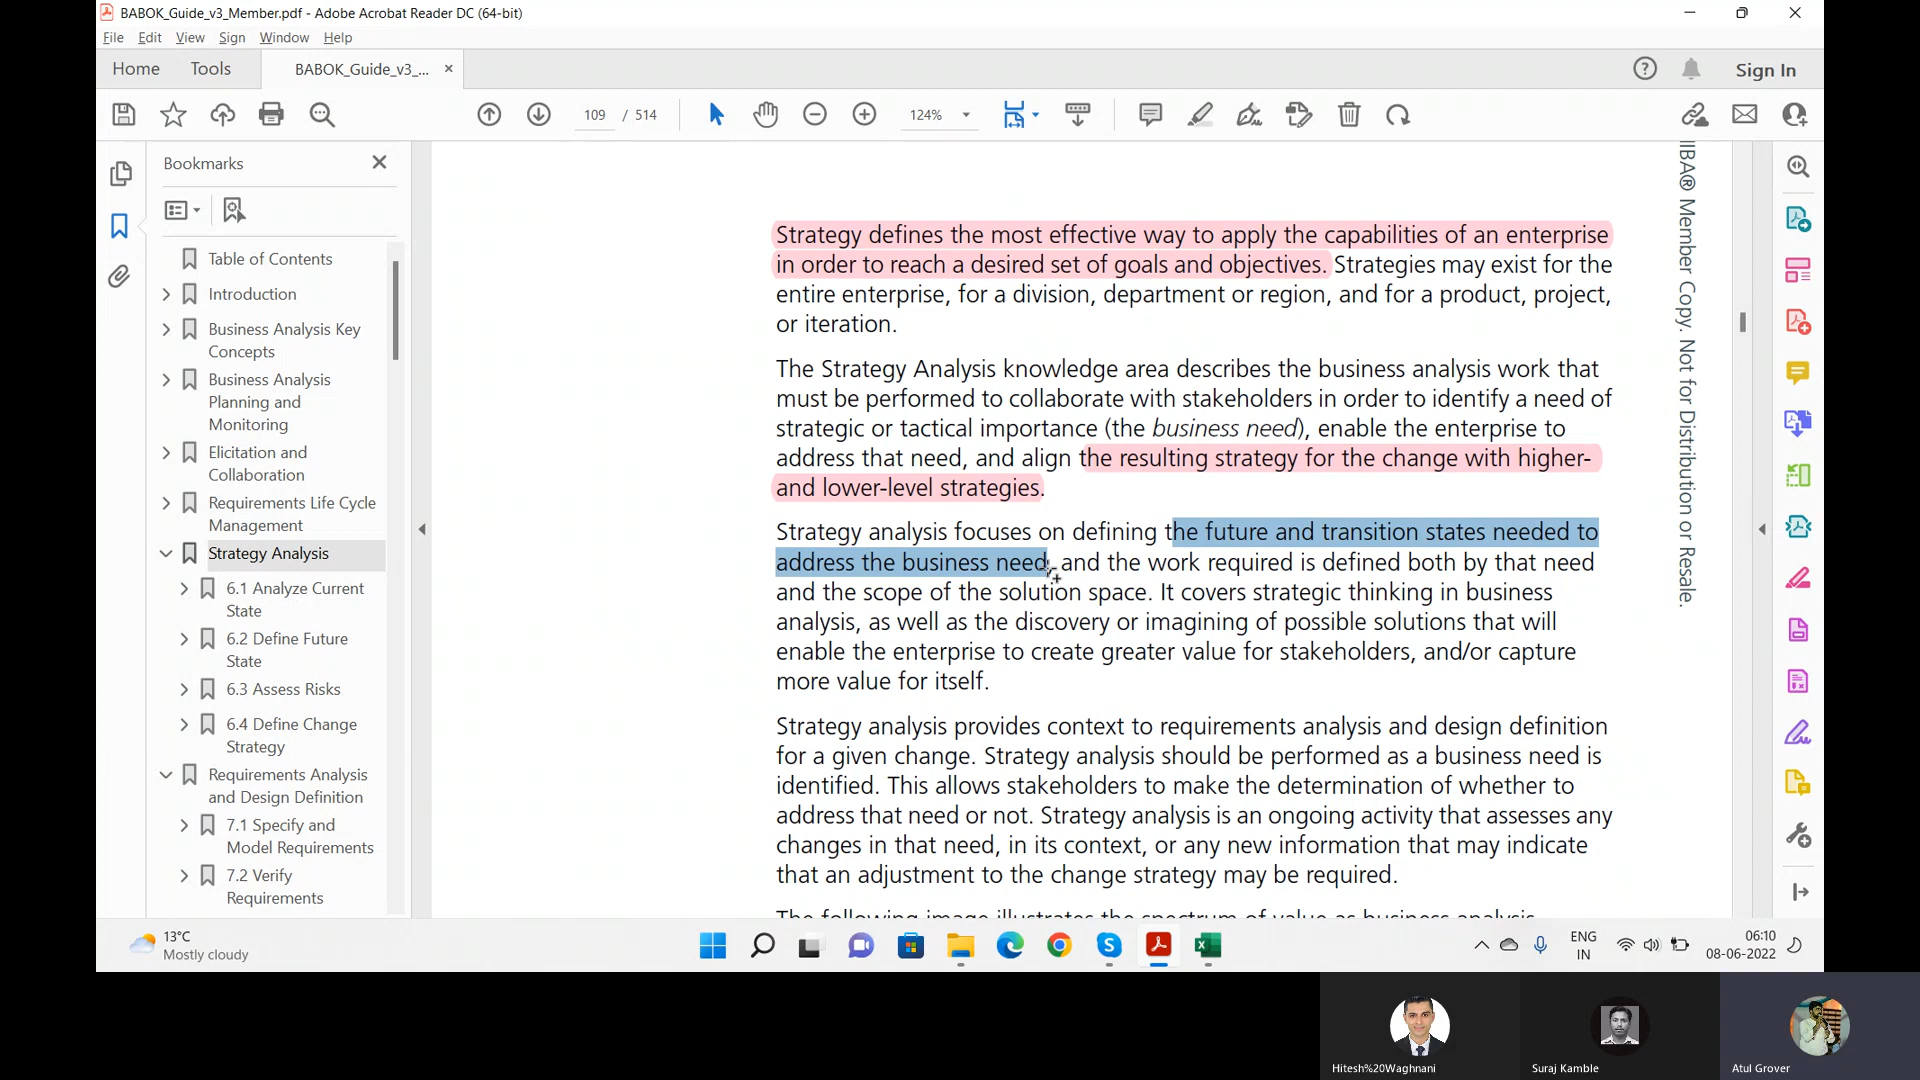 BABOK_Guide_v3_Member.pdf - Adobe Acrobat Reader DC (64-bit)
File Edit View Sign Window Help
Home Tools BABOK_Guide_v3_... × Sign In
109 / 514 124%
Bookmarks
Table of Contents
Introduction
Business Analysis Key
Concepts
Business Analysis
Planning and
Monitoring
Elicitation and
Collaboration
Requirements Life Cycle
Management
Strategy Analysis
6.1 Analyze Current
State
6.2 Define Future
State
6.3 Assess Risks
6.4 Define Change
Strategy
Requirements Analysis
and Design Definition
7.1 Specify and
Model Requirements
7.2 Verify
Requirements
Strategy defines the most effective way to apply the capabilities of an enterprise
in order to reach a desired set of goals and objectives. Strategies may exist for the
entire enterprise, for a division, department or region, and for a product, project,
or iteration.
The Strategy Analysis knowledge area describes the business analysis work that
must be performed to collaborate with stakeholders in order to identify a need of
strategic or tactical importance (the business need), enable the enterprise to
address that need, and align the resulting strategy for the change with higher-
and lower-level strategies.
Strategy analysis focuses on defining the future and transition states needed to
address the business need, and the work required is defined both by that need
and the scope of the solution space. It covers strategic thinking in business
analysis, as well as the discovery or imagining of possible solutions that will
enable the enterprise to create greater value for stakeholders, and/or capture
more value for itself.
Strategy analysis provides context to requirements analysis and design definition
for a given change. Strategy analysis should be performed as a business need is
identified. This allows stakeholders to make the determination of whether to
address that need or not. Strategy analysis is an ongoing activity that assesses any
changes in that need, in its context, or any new information that may indicate
that an adjustment to the change strategy may be required.
The following image illustrates the spectrum of value as business analysis
IIBA® Member Copy. Not for Distribution or Resale.
13°C
Mostly cloudy
ENG
IN
06:10
08-06-2022
Hitesh%20Waghnani
Suraj Kamble
Atul Grover